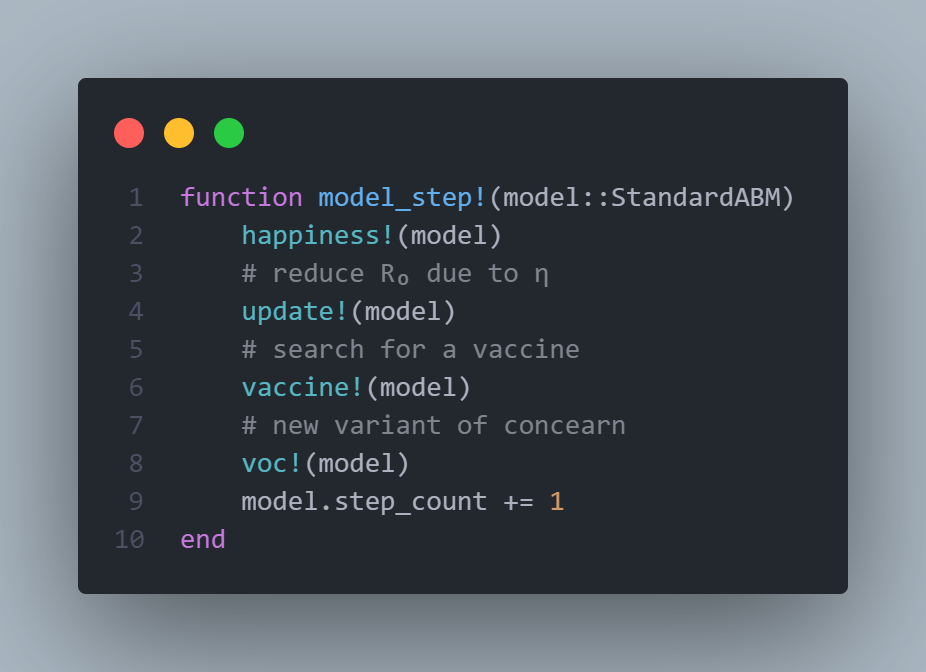 1 function model_step!(model::StandardABM)
2     happiness!(model)
3     # reduce R₀ due to η
4     update!(model)
5     # search for a vaccine
6     vaccine!(model)
7     # new variant of concearn
8     voc!(model)
9     model.step_count += 1
10 end